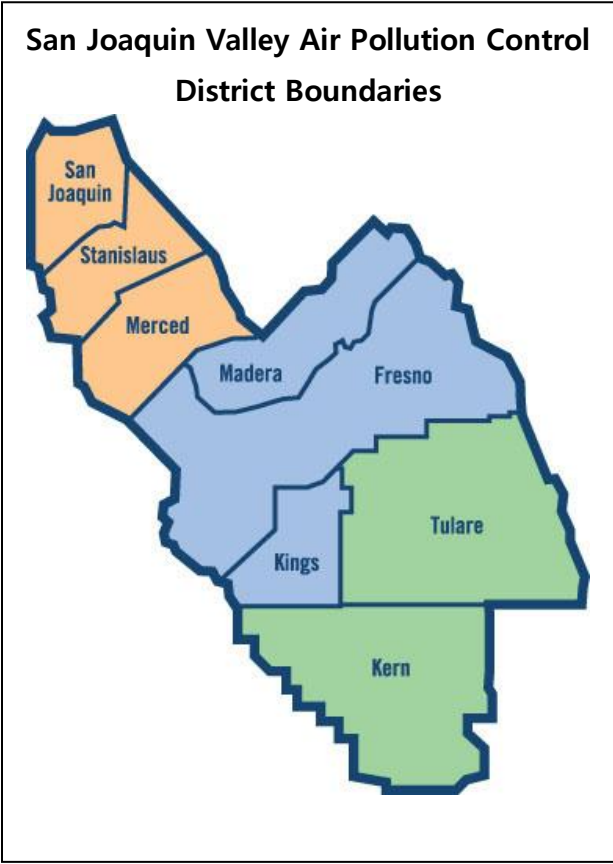 San Joaquin Valley Air Pollution Control
District Boundaries
San
Joaquin
Stanislaus
Merced
Madera
Fresno
Tulare
Kings
Kern